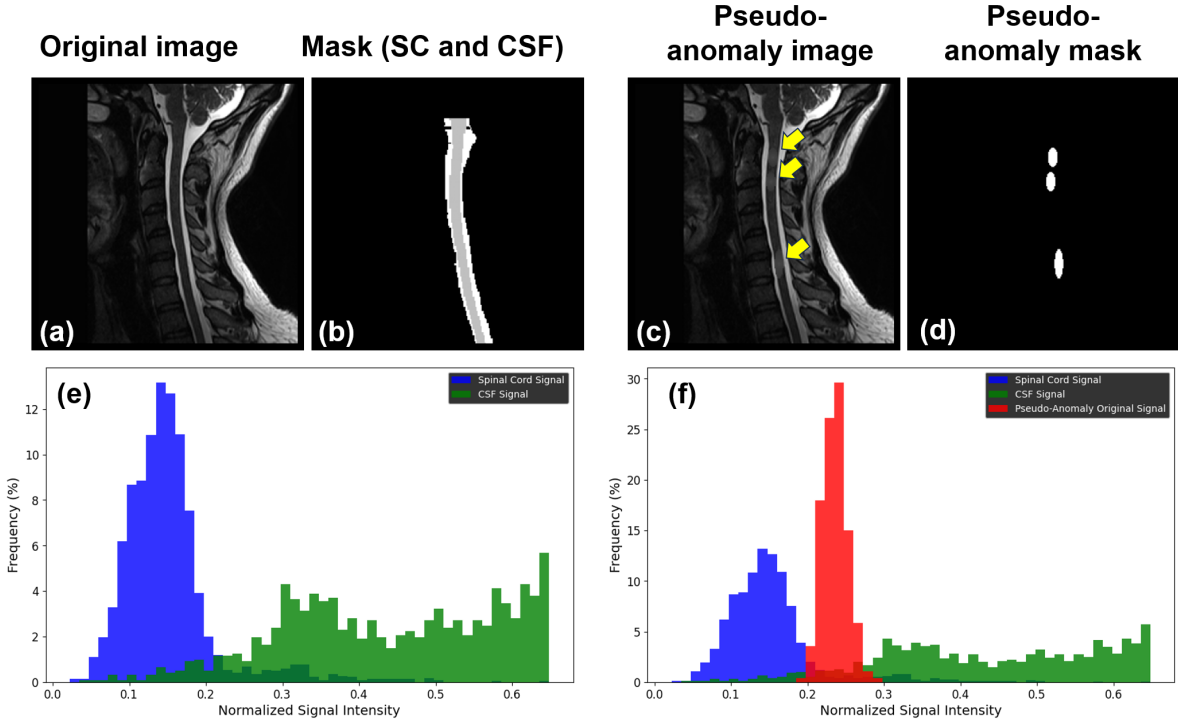 Original image
Mask (SC and CSF)
Pseudo-
anomaly image
Pseudo-
anomaly mask
(a)
(b)
(c)
(d)
(e)
Spinal Cord Signal
CSF Signal
Frequency (%)
12
10
8
6
4
2
0
0.0
0.1
0.2
0.3
0.4
0.5
0.6
Normalized Signal Intensity
(f)
Spinal Cord Signal
CSF Signal
Pseudo-Anomaly Original Signal
Frequency (%)
30
25
20
15
10
5
0
0.0
0.1
0.2
0.3
0.4
0.5
0.6
Normalized Signal Intensity